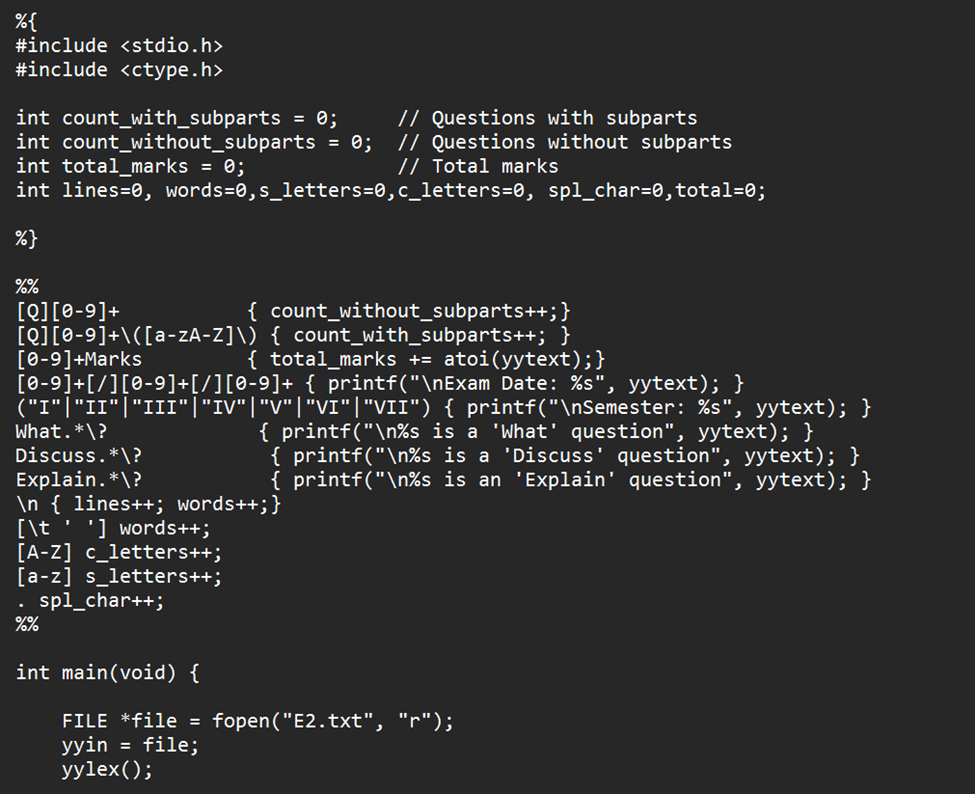 %{
#include <stdio.h>
#include <ctype.h>

int count_with_subparts = 0;     // Questions with subparts
int count_without_subparts = 0;  // Questions without subparts
int total_marks = 0;             // Total marks
int lines=0, words=0,s_letters=0,c_letters=0, spl_char=0,total=0;

%}

%%
[Q][0-9]+           { count_without_subparts++;}
[Q][0-9]+\([a-zA-Z]\) { count_with_subparts++; }
[0-9]+Marks         { total_marks += atoi(yytext);}
[0-9]+[/][0-9]+[/][0-9]+ { printf("\nExam Date: %s", yytext); }
("I"|"II"|"III"|"IV"|"V"|"VI"|"VII") { printf("\nSemester: %s", yytext); }
What.*\?             { printf("\n%s is a 'What' question", yytext); }
Discuss.*\?           { printf("\n%s is a 'Discuss' question", yytext); }
Explain.*\?           { printf("\n%s is an 'Explain' question", yytext); }
\n { lines++; words++;}
[\t ' '] words++;
[A-Z] c_letters++;
[a-z] s_letters++;
. spl_char++;
%%

int main(void) {

    FILE *file = fopen("E2.txt", "r");
    yyin = file;
    yylex();